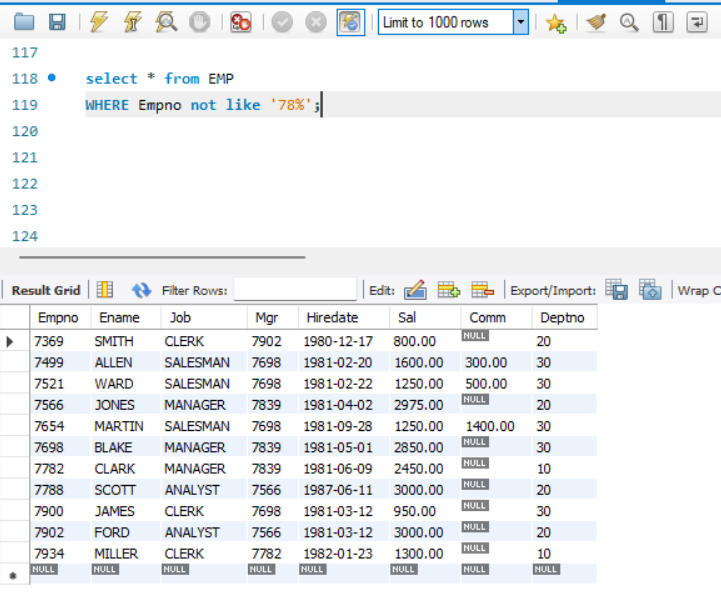 Limit to 1000 rows
117
118 select * from EMP
119 WHERE Empno not like '78%';
120
121
122
123
124
Result Grid Filter Rows: Edit: Export/Import: Wrap C
Empno Ename Job Mgr Hiredate Sal Comm Deptno
7369 SMITH CLERK 7902 1980-12-17 800.00 NULL 20
7499 ALLEN SALESMAN 7698 1981-02-20 1600.00 300.00 30
7521 WARD SALESMAN 7698 1981-02-22 1250.00 500.00 30
7566 JONES MANAGER 7839 1981-04-02 2975.00 NULL 20
7654 MARTIN SALESMAN 7698 1981-09-28 1250.00 1400.00 30
7698 BLAKE MANAGER 7839 1981-05-01 2850.00 NULL 30
7782 CLARK MANAGER 7839 1981-06-09 2450.00 NULL 10
7788 SCOTT ANALYST 7566 1987-06-11 3000.00 NULL 20
7900 JAMES CLERK 7698 1981-03-12 950.00 NULL 30
7902 FORD ANALYST 7566 1981-03-12 3000.00 NULL 20
7934 MILLER CLERK 7782 1982-01-23 1300.00 NULL 10
NULL NULL NULL NULL NULL NULL NULL NULL